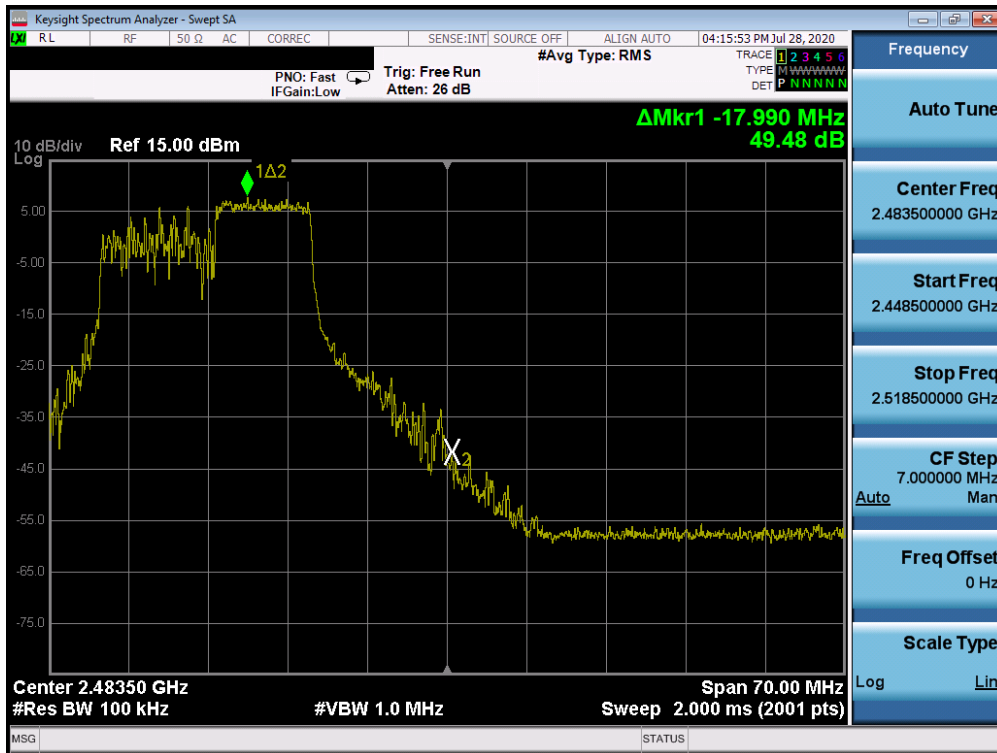 Keysight Spectrum Analyzer - Swept SA
LXI RL RF 50 Ω AC CORREC SENSE:INT SOURCE OFF ALIGN AUTO 04:15:53 PM Jul 28, 2020
Frequency
#Avg Type: RMS
TRACE 1 2 3 4 5 6
PNO: Fast Trig: Free Run
TYPE M WWWWW
IFGain:Low Atten: 26 dB
DET P N N N N N
Auto Tune
ΔMkr1 -17.990 MHz
49.48 dB
10 dB/div Ref 15.00 dBm
Log
1Δ2
Center Freq
2.483500000 GHz
5.00
-5.00
Start Freq
2.448500000 GHz
-15.0
-25.0
Stop Freq
2.518500000 GHz
-35.0
X2
-45.0
CF Step
7.000000 MHz
Auto Man
-55.0
Freq Offset
0 Hz
-65.0
-75.0
Scale Type
Log Lin
Center 2.48350 GHz Span 70.00 MHz
#Res BW 100 kHz #VBW 1.0 MHz Sweep 2.000 ms (2001 pts)
MSG STATUS